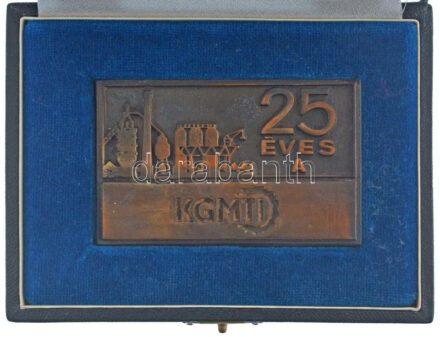 25
ÉVES
A
darabanth
KGMTI